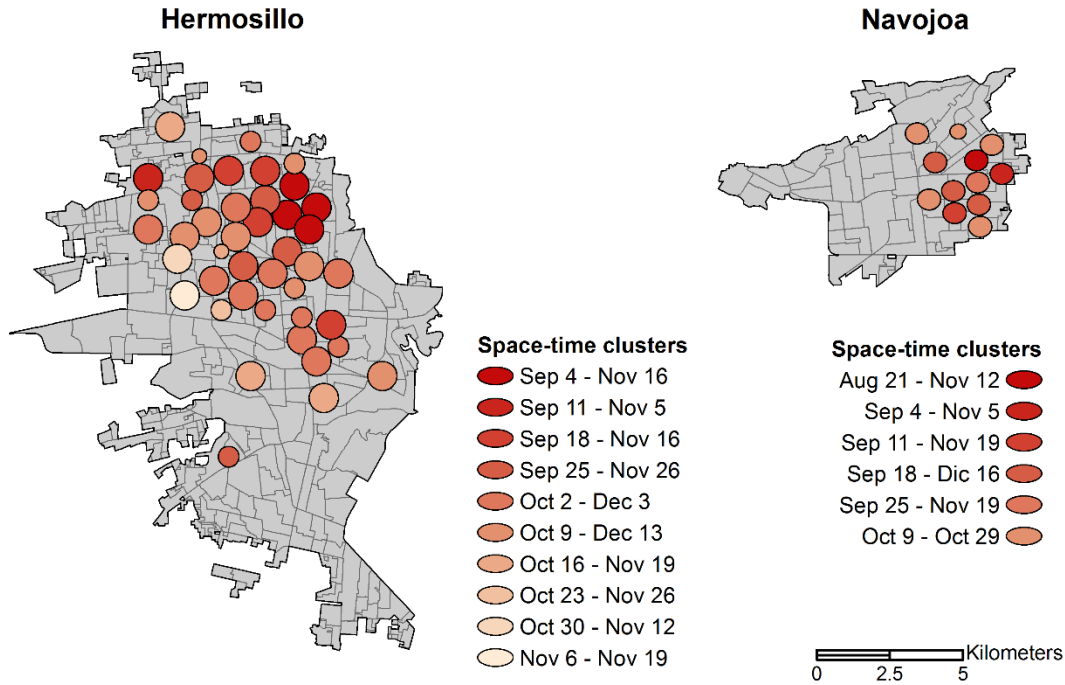 Hermosillo
Navojoa
Space-time clusters
Sep 4 - Nov 16
Sep 11 - Nov 5
Sep 18 - Nov 16
Sep 25 - Nov 26
Oct 2 - Dec 3
Oct 9 - Dec 13
Oct 16 - Nov 19
Oct 23 - Nov 26
Oct 30 - Nov 12
Nov 6 - Nov 19
Space-time clusters
Aug 21 - Nov 12
Sep 4 - Nov 5
Sep 11 - Nov 19
Sep 18 - Dic 16
Sep 25 - Nov 19
Oct 9 - Oct 29
Kilometers
0 2.5 5